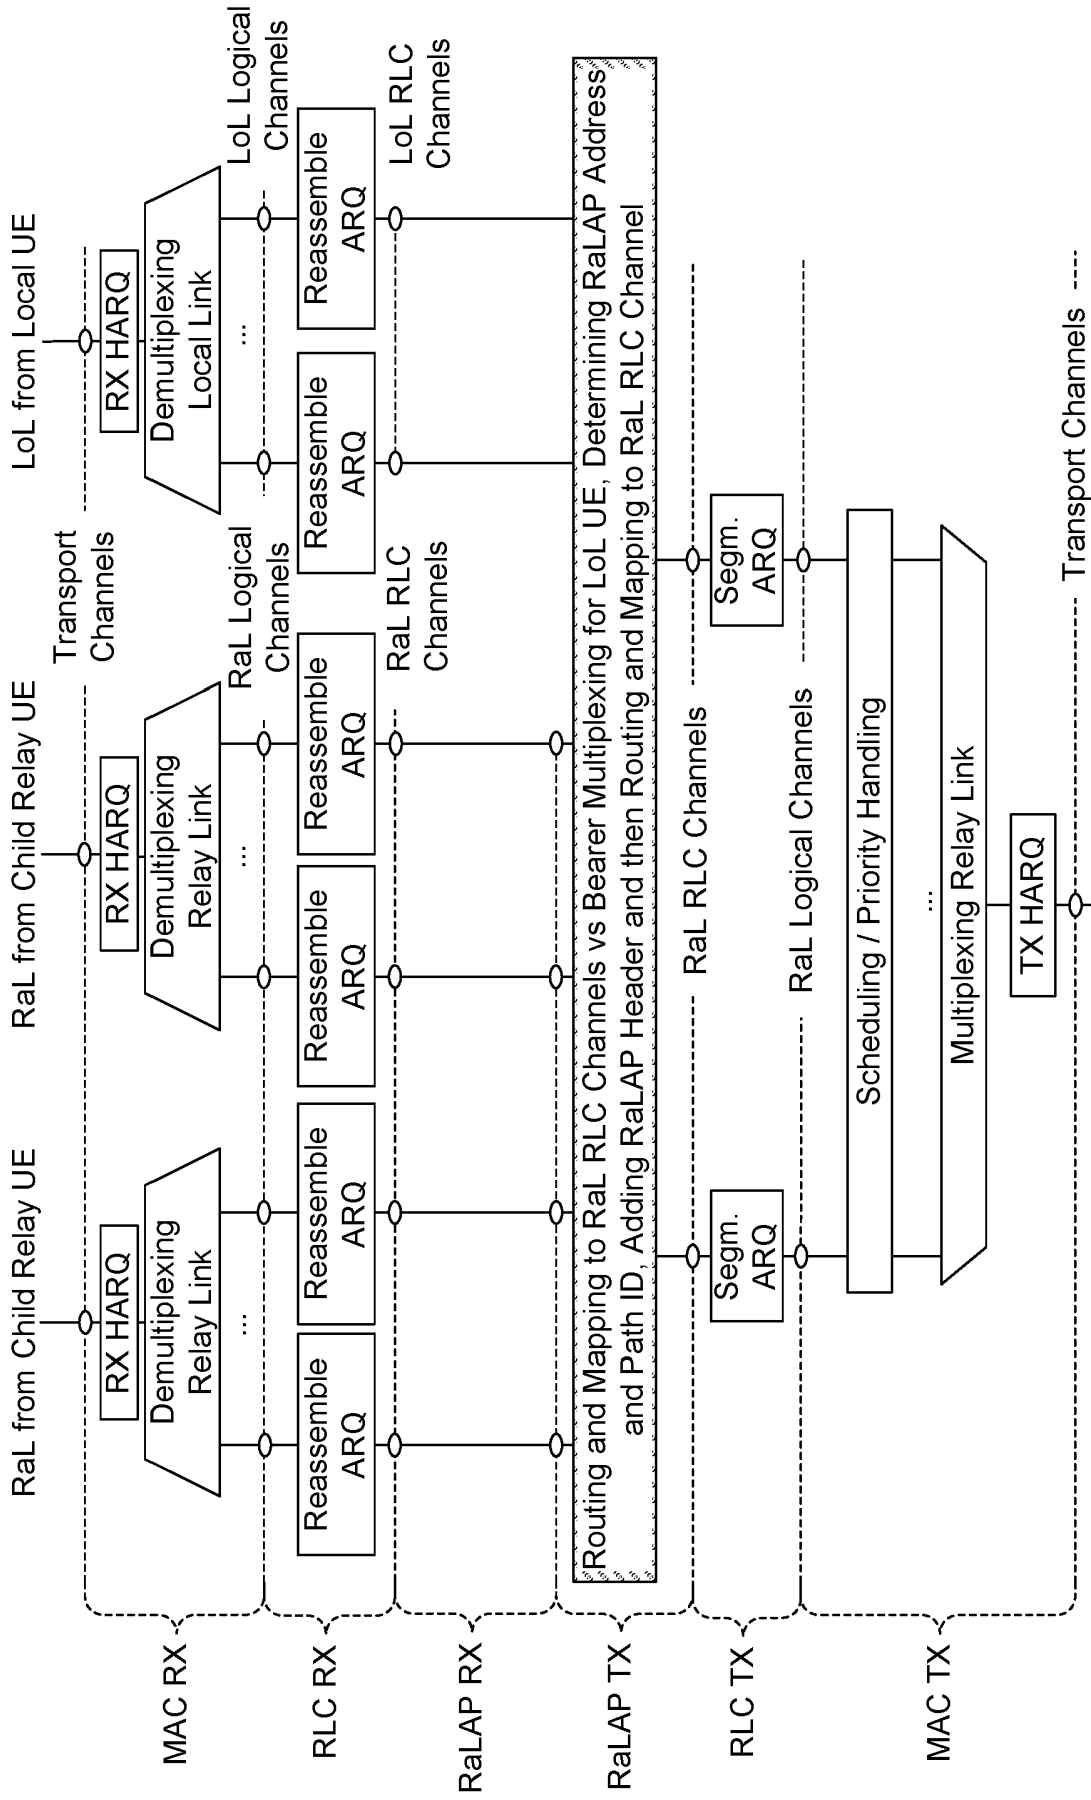 RaL from Child Relay UE
RaL from Child Relay UE
LoL from Local UE
Transport
Channels
RX HARQ
RX HARQ
RX HARQ
Demultiplexing
Relay Link
Demultiplexing
Relay Link
Demultiplexing
Local Link
MAC RX
...
...
...
RaL Logical
Channels
LoL Logical
Channels
Reassemble
ARQ
Reassemble
ARQ
Reassemble
ARQ
Reassemble
ARQ
Reassemble
ARQ
Reassemble
ARQ
RLC RX
RaL RLC
Channels
LoL RLC
Channels
RaLAP RX
Routing and Mapping to RaL RLC Channels vs Bearer Multiplexing for LoL UE, Determining RaLAP Address
and Path ID, Adding RaLAP Header and then Routing and Mapping to RaL RLC Channel
RaLAP TX
RaL RLC Channels
Segm.
ARQ
Segm.
ARQ
RLC TX
RaL Logical Channels
Scheduling / Priority Handling
...
Multiplexing Relay Link
MAC TX
TX HARQ
Transport Channels